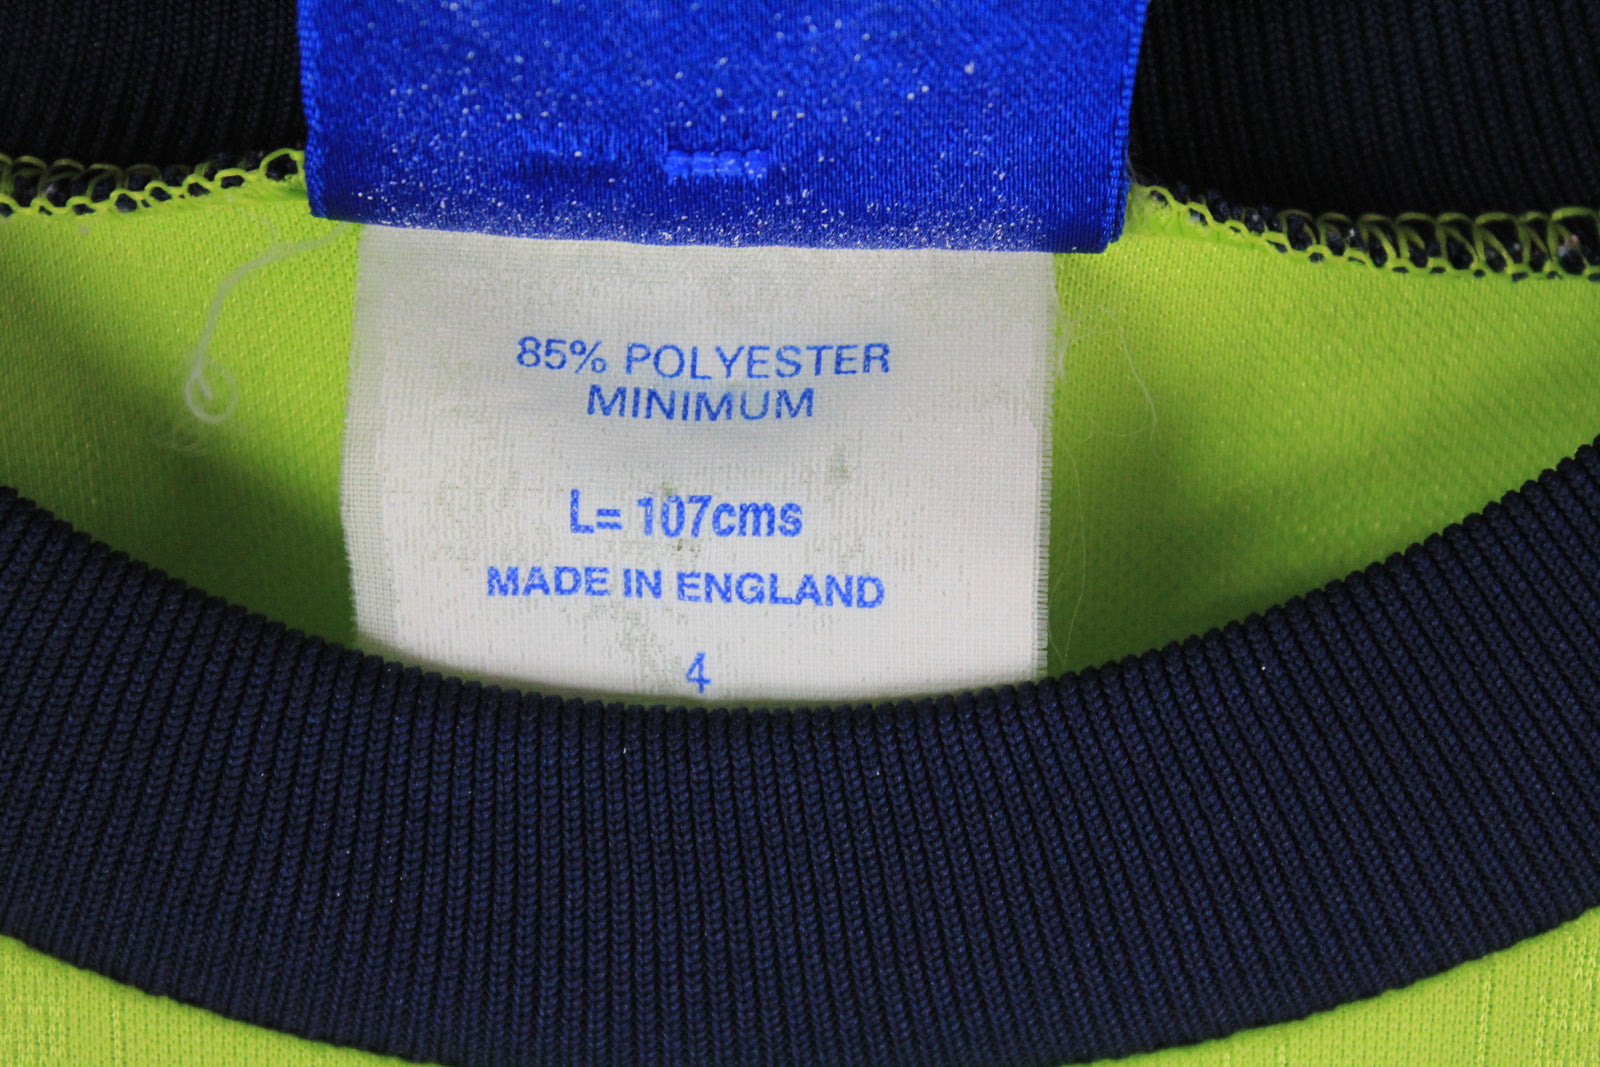 85% POLYESTER
MINIMUM
L= 107cms
MADE IN ENGLAND
4